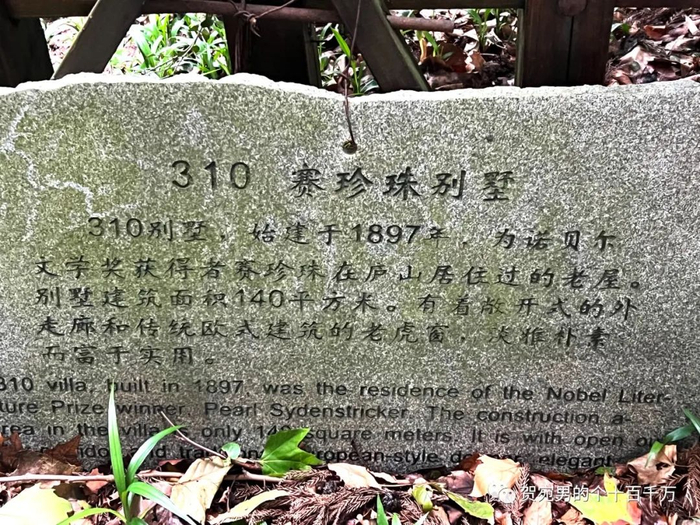 310 赛珍珠别墅
310别墅，始建于1897年，为诺贝尔
文学奖获得者赛珍珠在庐山居住过的老屋。
别墅建筑面积140平方米。有着敞开式的外
走廊和传统欧式建筑的老虎窗，淡雅朴素
而富于实用。
310 villa, built in 1897, was the residence of the Nobel Liter-
ture Prize winner, Pearl Sydenstricker. The construction a-
rea in the villa is only 140 square meters. It is with open ou
and elegant
贺宛男的个十百千万